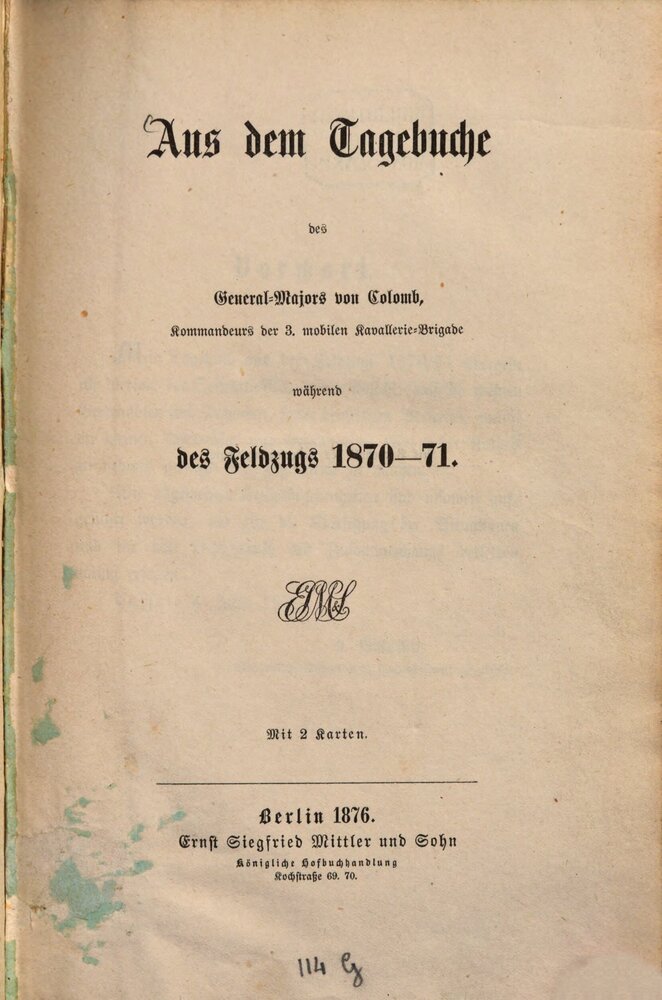 Aus dem Tagebuche
des
General-Majors von Colomb,
Kommandeurs der 3. mobilen Kavallerie-Brigade
während
des Feldzugs 1870—71.
Mit 2 Karten.
Berlin 1876.
Ernst Siegfried Mittler und Sohn
Königliche Hofbuchhandlung
Kochstraße 69. 70.
114 G